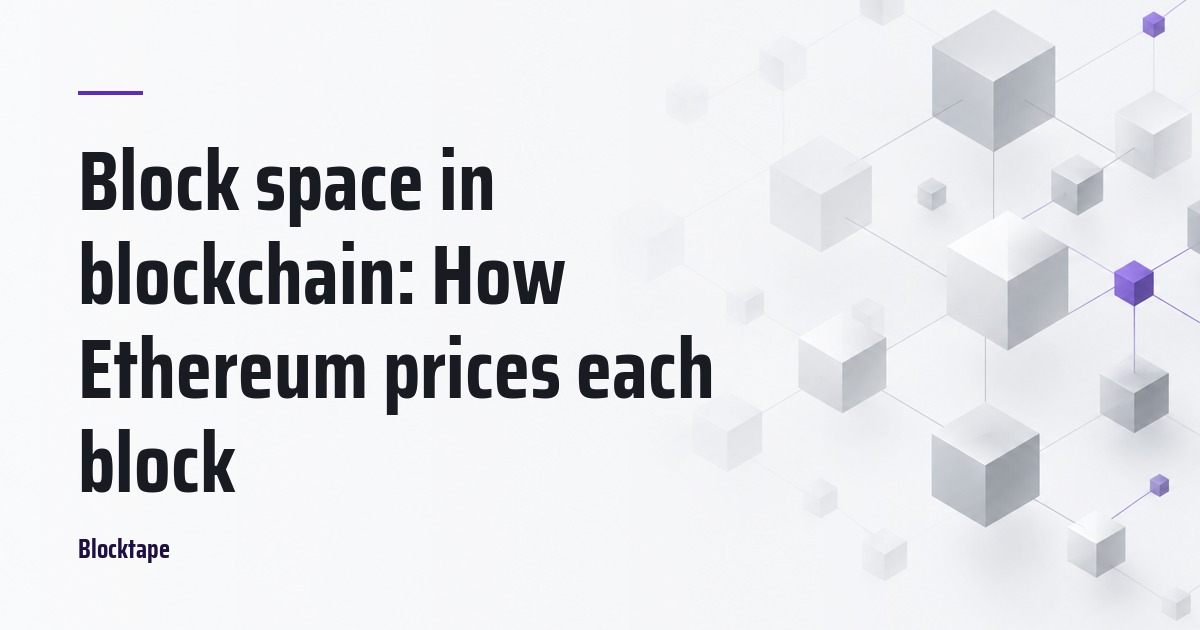 Block space in
blockchain: How
Ethereum prices each
block
Blocktape